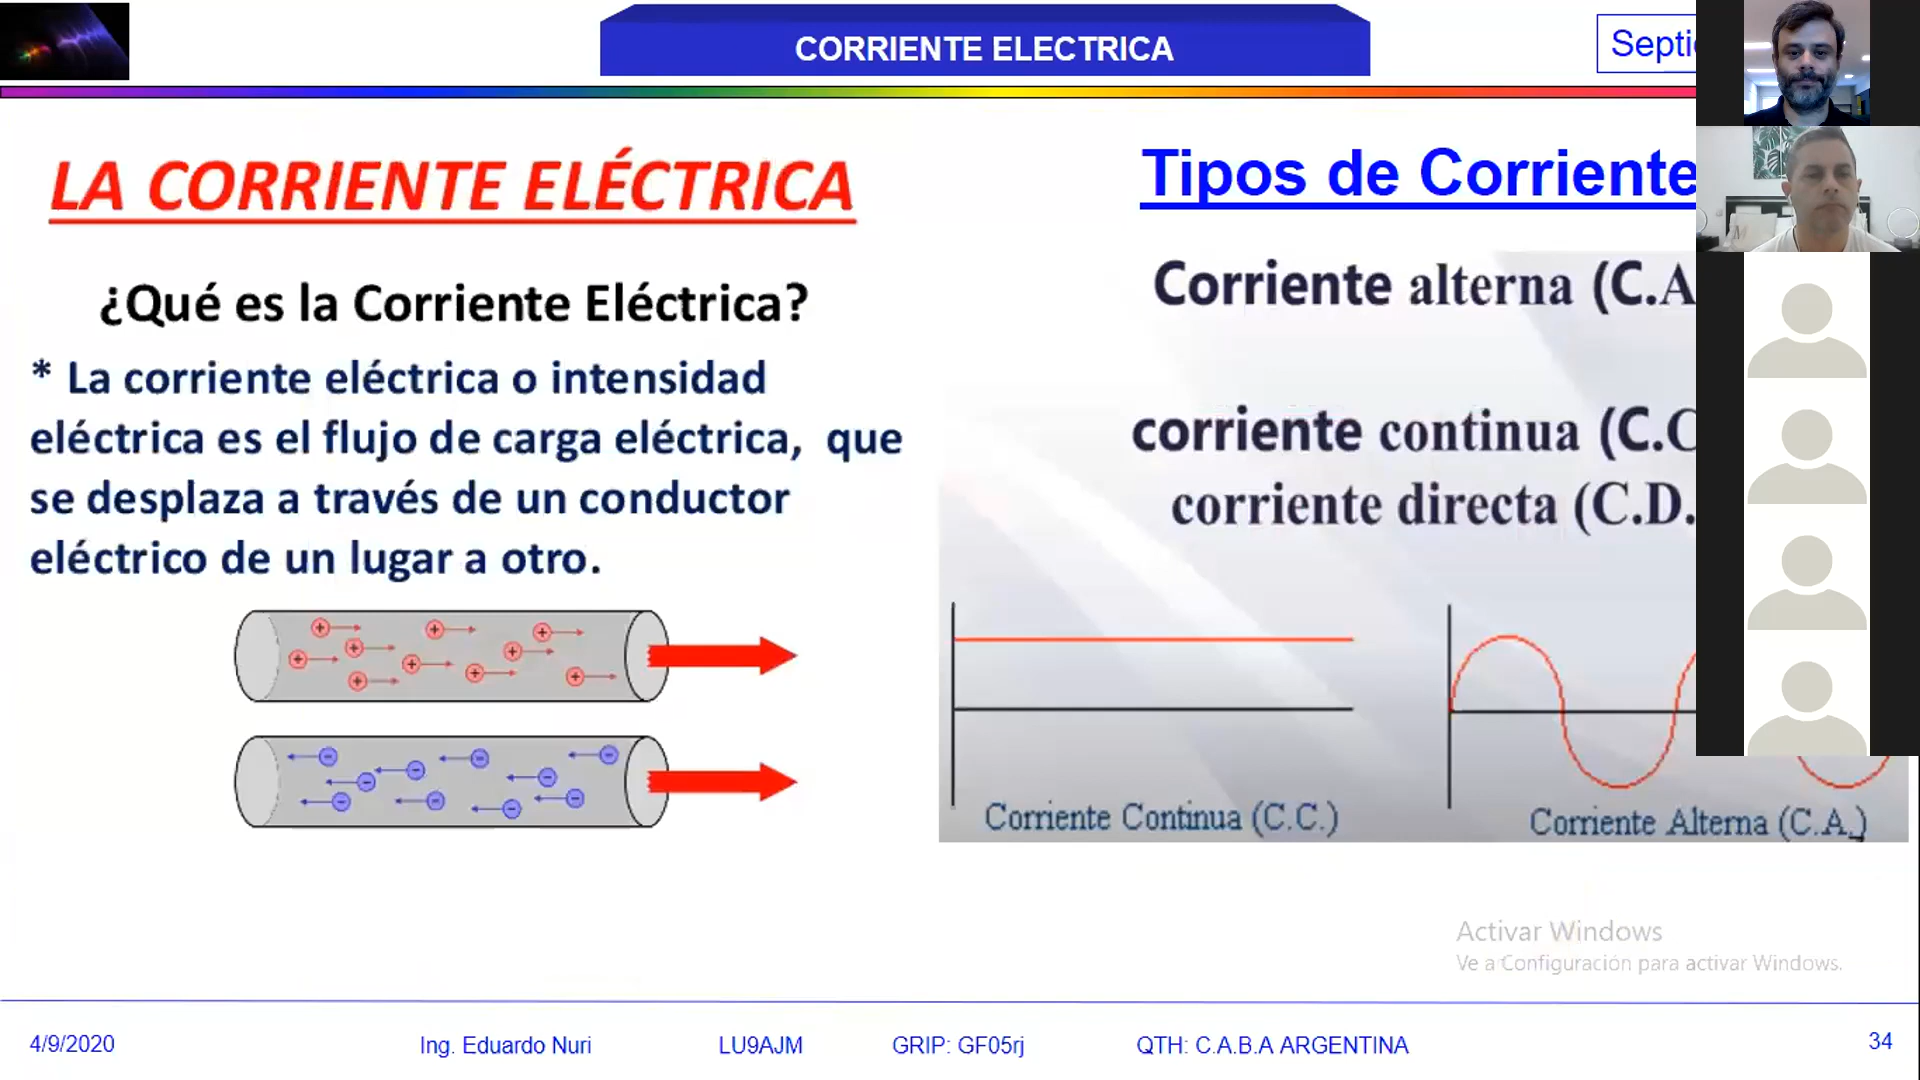 CORRIENTE ELECTRICA
LA CORRIENTE ELÉCTRICA
¿Qué es la Corriente Eléctrica?
* La corriente eléctrica o intensidad
eléctrica es el flujo de carga eléctrica, que
se desplaza a través de un conductor
eléctrico de un lugar a otro.
Tipos de Corriente
Corriente alterna (C.A
corriente continua (C.C
corriente directa (C.D.
Corriente Continua (C.C.)
Corriente Alterna (C.A.)
Activar Windows
Ve a Configuración para activar Windows.
4/9/2020
Ing. Eduardo Nuri
LU9AJM
GRIP: GF05rj
QTH: C.A.B.A ARGENTINA
34